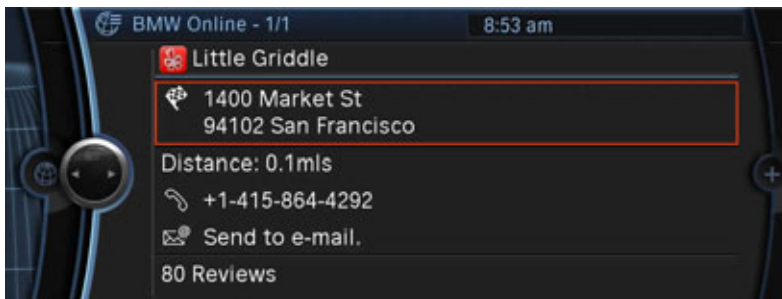 BMW Online - 1/1
8:53 am
Little Griddle
1400 Market St
94102 San Francisco
Distance: 0.1mls
+1-415-864-4292
Send to e-mail.
80 Reviews